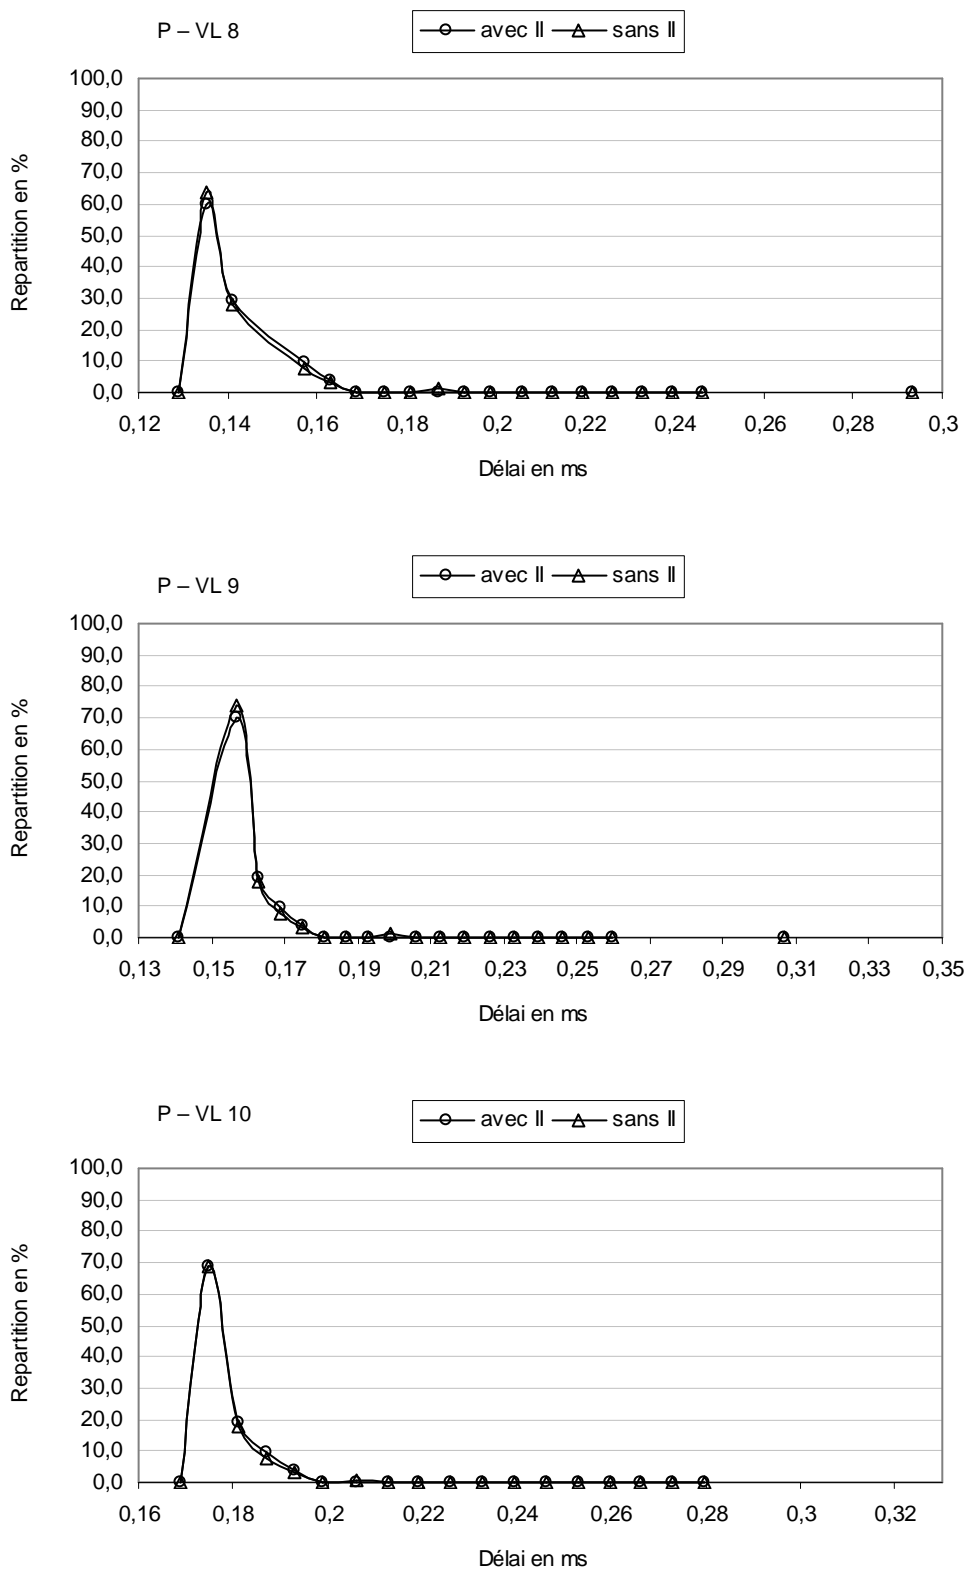 P – VL 8
avec II sans II
Repartition en %
100,0
90,0
80,0
70,0
60,0
50,0
40,0
30,0
20,0
10,0
0,0
0,12 0,14 0,16 0,18 0,2 0,22 0,24 0,26 0,28 0,3
Délai en ms
P – VL 9
avec II sans II
Repartition en %
100,0
90,0
80,0
70,0
60,0
50,0
40,0
30,0
20,0
10,0
0,0
0,13 0,15 0,17 0,19 0,21 0,23 0,25 0,27 0,29 0,31 0,33 0,35
Délai en ms
P – VL 10
avec II sans II
Repartition en %
100,0
90,0
80,0
70,0
60,0
50,0
40,0
30,0
20,0
10,0
0,0
0,16 0,18 0,2 0,22 0,24 0,26 0,28 0,3 0,32
Délai en ms